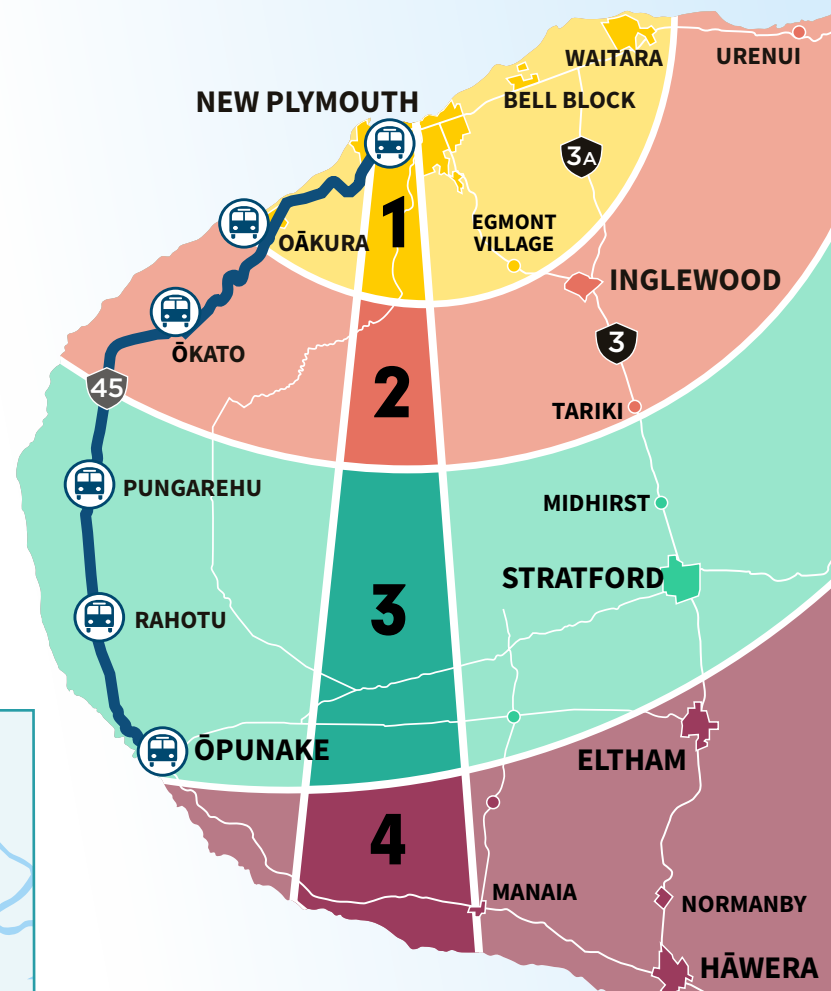 WAITARA
URENUI
NEW PLYMOUTH
BELL BLOCK
3A
1
EGMONT
VILLAGE
OĀKURA
INGLEWOOD
3
ŌKATO
2
45
TARIKI
PUNGAREHU
MIDHIRST
STRATFORD
3
RAHOTU
ŌPUNAKE
ELTHAM
4
MANAIA
NORMANBY
HĀWERA